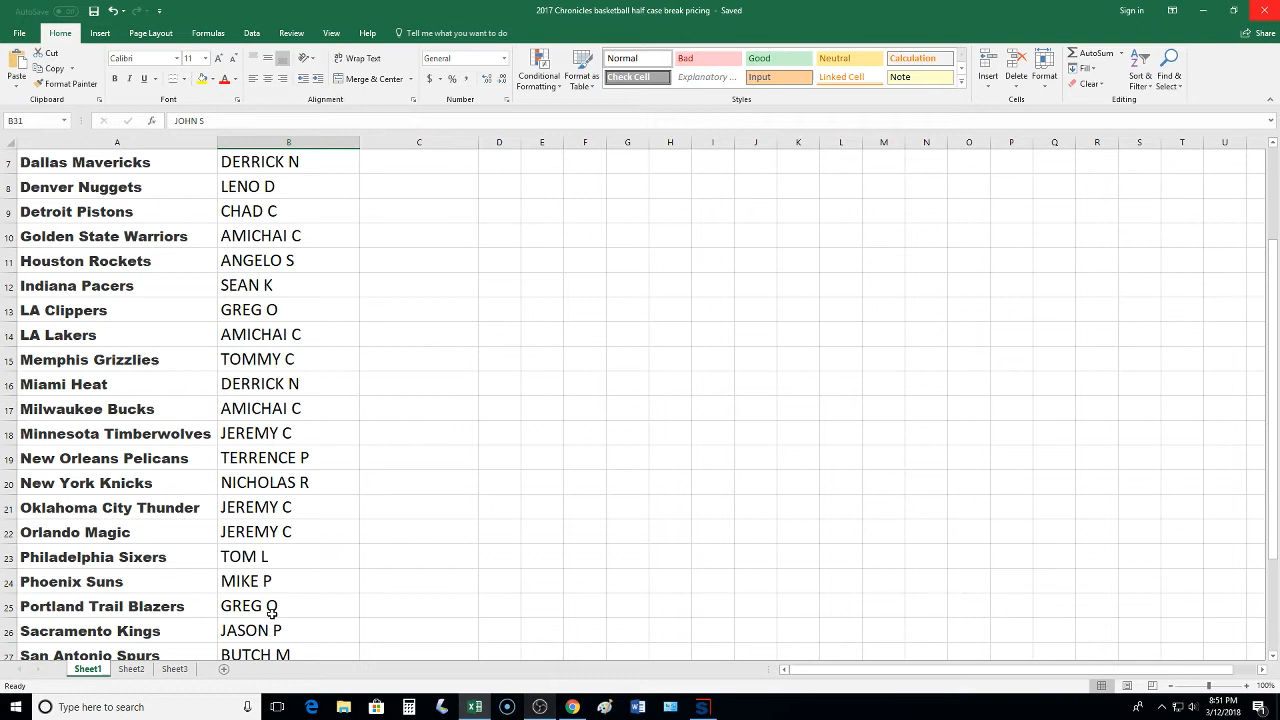 AutoSave Off
2017 Chronicles basketball half case break pricing - Saved
Sign in
File Home Insert Page Layout Formulas Data Review View Help Tell me what you want to do Share
Paste
Cut
Copy
Format Painter
Clipboard
Calibri 11
B I U
Font
Wrap Text
Merge & Center
Alignment
General
$ % ,
Number
Conditional Formatting
Format as Table
Normal Bad Good Neutral Calculation
Check Cell Explanatory ... Input Linked Cell Note
Styles
Insert Delete Format
Cells
AutoSum
Fill
Clear
Sort & Filter
Find & Select
Editing
B31 fx JOHN S
A B C D E F G H I J K L M N O P Q R S T U
7 Dallas Mavericks DERRICK N
8 Denver Nuggets LENO D
9 Detroit Pistons CHAD C
10 Golden State Warriors AMICHAI C
11 Houston Rockets ANGELO S
12 Indiana Pacers SEAN K
13 LA Clippers GREG O
14 LA Lakers AMICHAI C
15 Memphis Grizzlies TOMMY C
16 Miami Heat DERRICK N
17 Milwaukee Bucks AMICHAI C
18 Minnesota Timberwolves JEREMY C
19 New Orleans Pelicans TERRENCE P
20 New York Knicks NICHOLAS R
21 Oklahoma City Thunder JEREMY C
22 Orlando Magic JEREMY C
23 Philadelphia Sixers TOM L
24 Phoenix Suns MIKE P
25 Portland Trail Blazers GREG O
26 Sacramento Kings JASON P
27 San Antonio Spurs BUTCH M
Sheet1 Sheet2 Sheet3
Ready
100%
Type here to search
8:51 PM
3/12/2018